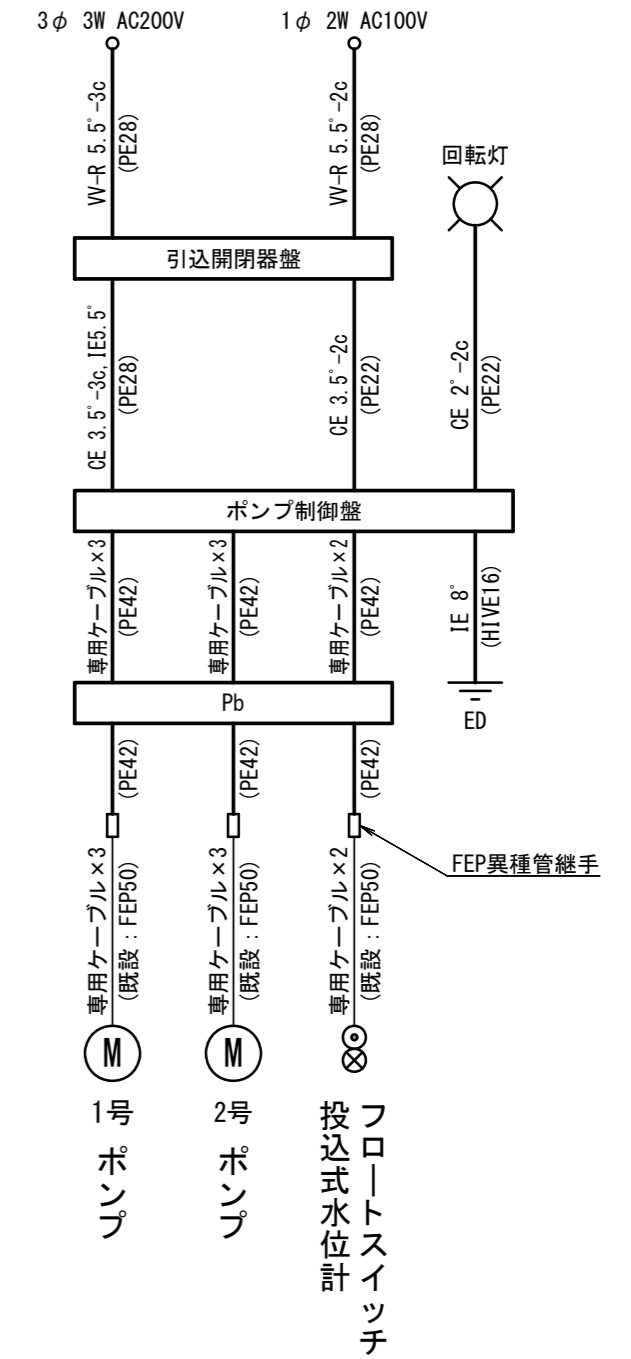 3φ 3W AC200V
1φ 2W AC100V
VV-R 5.5゜-3c
(PE28)
VV-R 5.5゜-2c
(PE28)
回転灯
引込開閉器盤
CE 3.5゜-3c,IE5.5゜
(PE28)
CE 3.5゜-2c
(PE22)
CE 2゜-2c
(PE22)
ポンプ制御盤
専用ケーブル×3
(PE42)
専用ケーブル×3
(PE42)
専用ケーブル×2
(PE42)
IE 8゜
(HIVE16)
Pb
ED
(PE42)
(PE42)
(PE42)
FEP異種管継手
専用ケーブル×3
(既設:FEP50)
専用ケーブル×3
(既設:FEP50)
専用ケーブル×2
(既設:FEP50)
M
M
1号
ポンプ
2号
ポンプ
フロートスイッチ
投込式水位計